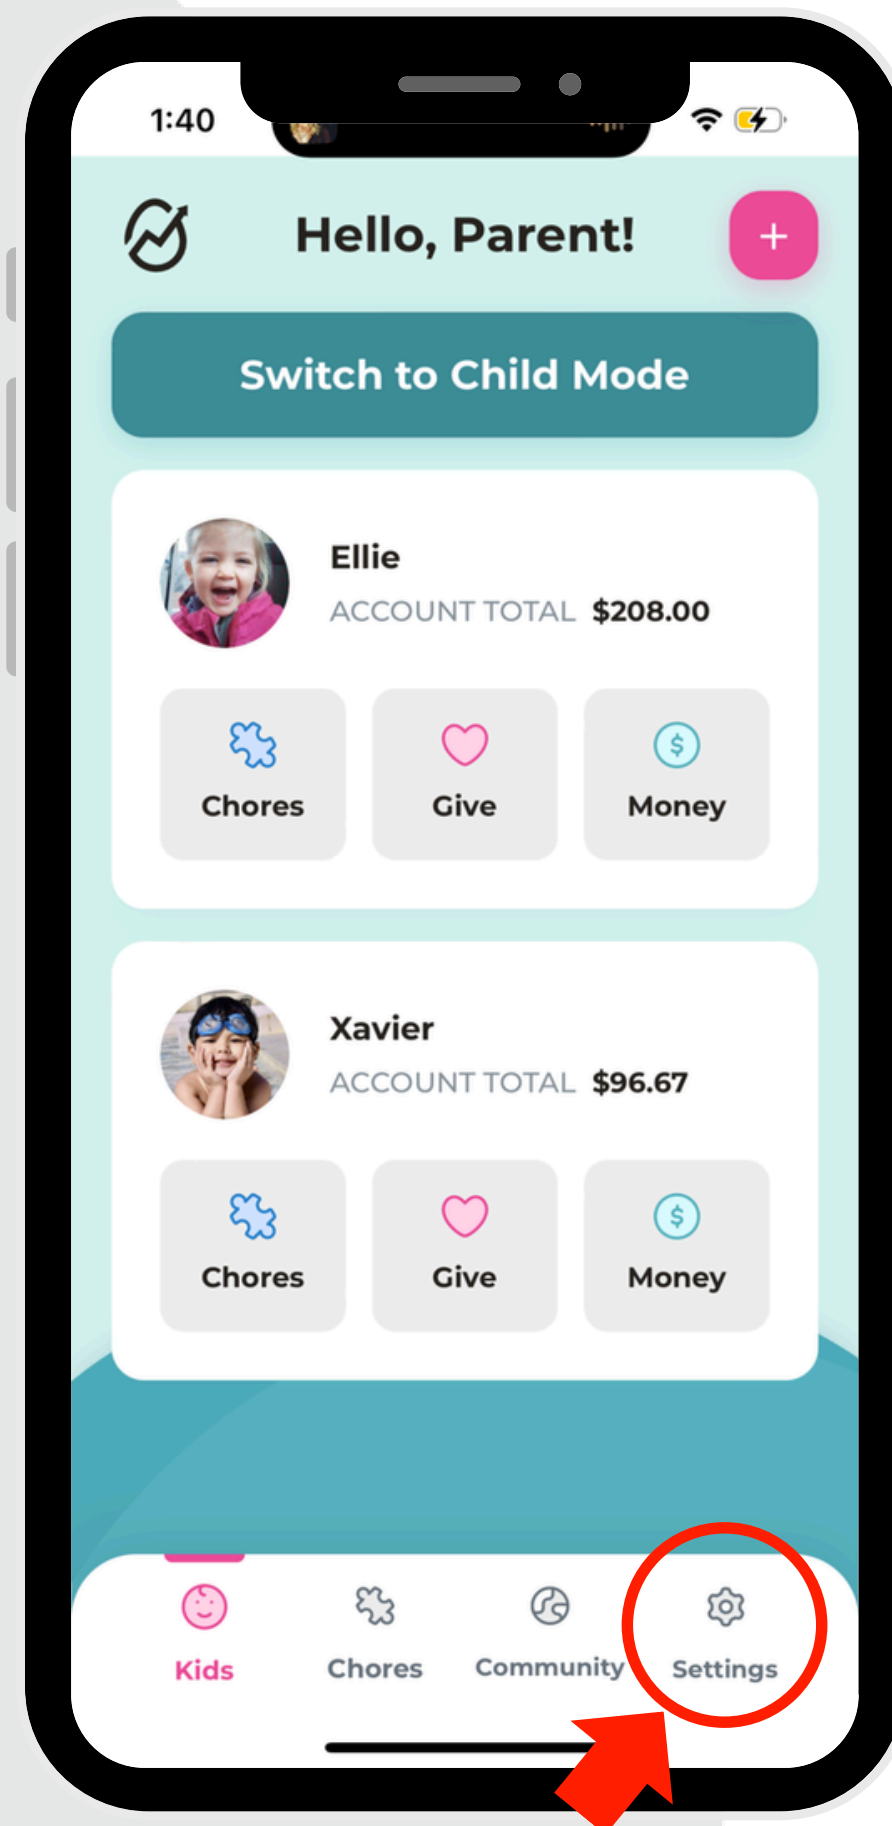 1:40
Hello, Parent!
+
Switch to Child Mode
Ellie
ACCOUNT TOTAL $208.00
$
Chores Give Money
Xavier
ACCOUNT TOTAL $96.67
$
Chores Give Money
Kids Chores Community Settings